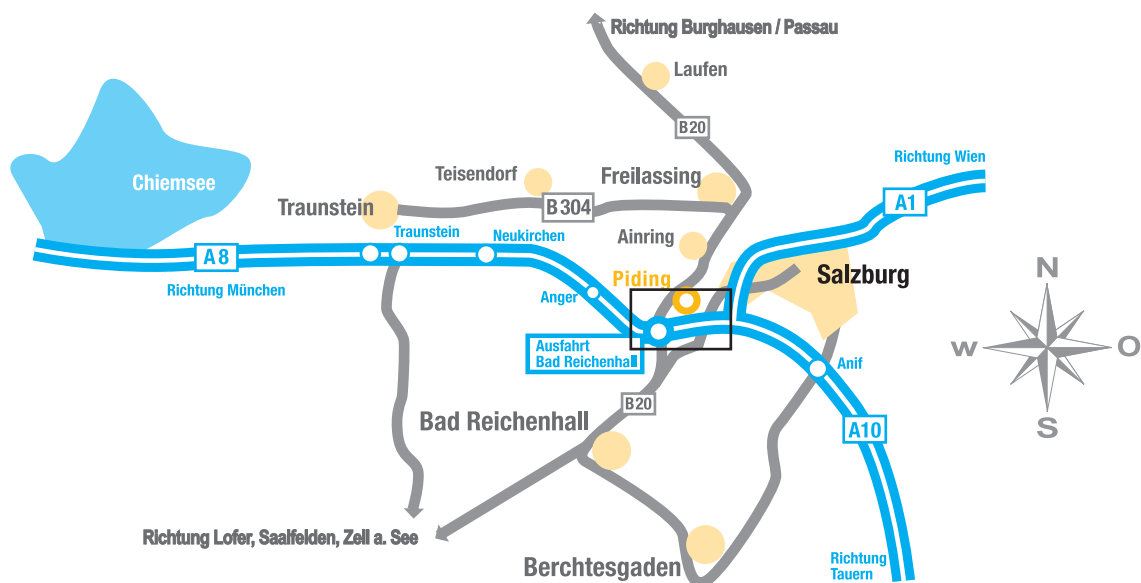 Richtung Burghausen / Passau
Laufen
B20
Richtung Wien
Chiemsee
Teisendorf
Freilassing
A1
Traunstein
B304
Traunstein
Neukirchen
Ainring
A8
Piding
Salzburg
N
Richtung München
Anger
Ausfahrt
Bad Reichenhall
W
O
Anif
B20
Bad Reichenhall
A10
S
Richtung Lofer, Saalfelden, Zell a. See
Berchtesgaden
Richtung
Tauern